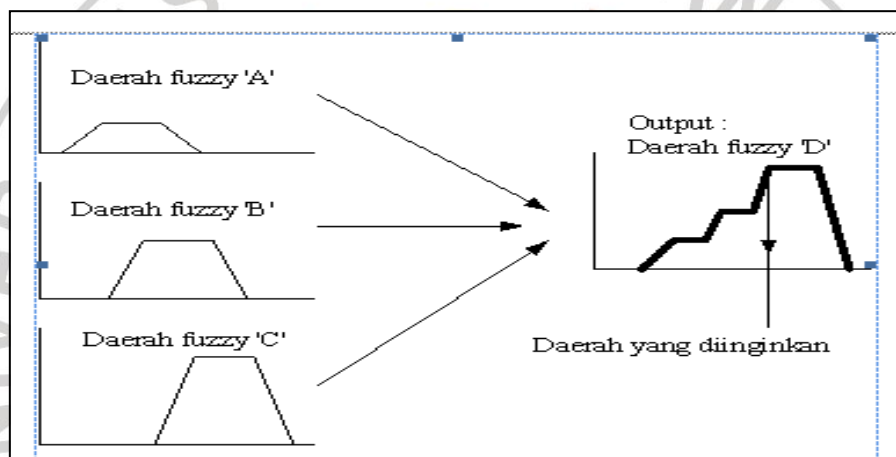 Daerah fuzzy 'A'
Daerah fuzzy 'B'
Daerah fuzzy 'C'
Output :
Daerah fuzzy 'D'
Daerah yang diinginkan